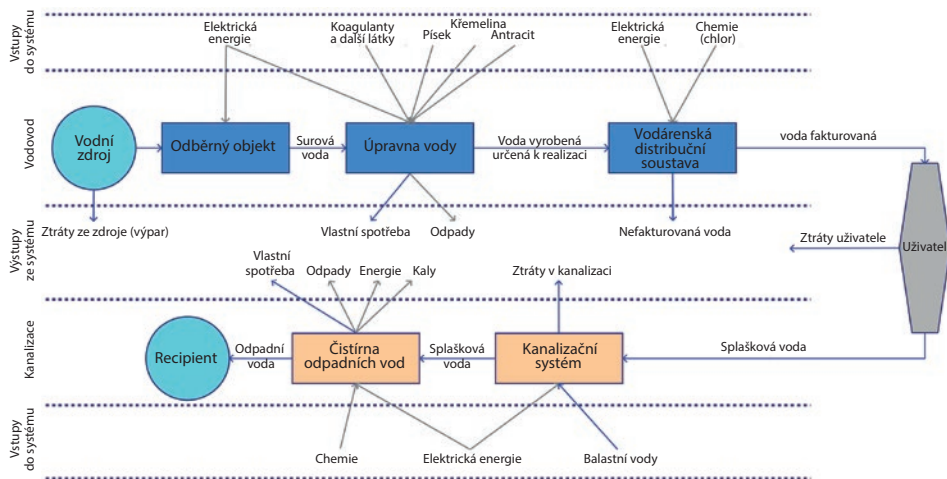 Vstupy
do systému
Elektrická
energie
Koagulanty
a další látky
Písek
Křemelina
Antracit
Elektrická
energie
Chemie
(chlor)
Vodovod
Vodní
zdroj
Odběrný objekt
Surová
voda
Úpravna vody
Voda vyrobená
určená k realizaci
Vodárenská
distribuční
soustava
voda fakturovaná
Výstupy
ze systému
Ztráty ze zdroje (výpar)
Vlastní spotřeba
Odpady
Nefakturovaná voda
Ztráty uživatele
Uživatel
Vlastní
spotřeba
Odpady
Energie
Kaly
Ztráty v kanalizaci
Kanalizace
Recipient
Odpadní
voda
Čistírna
odpadních vod
Splašková
voda
Kanalizační
systém
Splašková voda
Vstupy
do systému
Chemie
Elektrická energie
Balastní vody